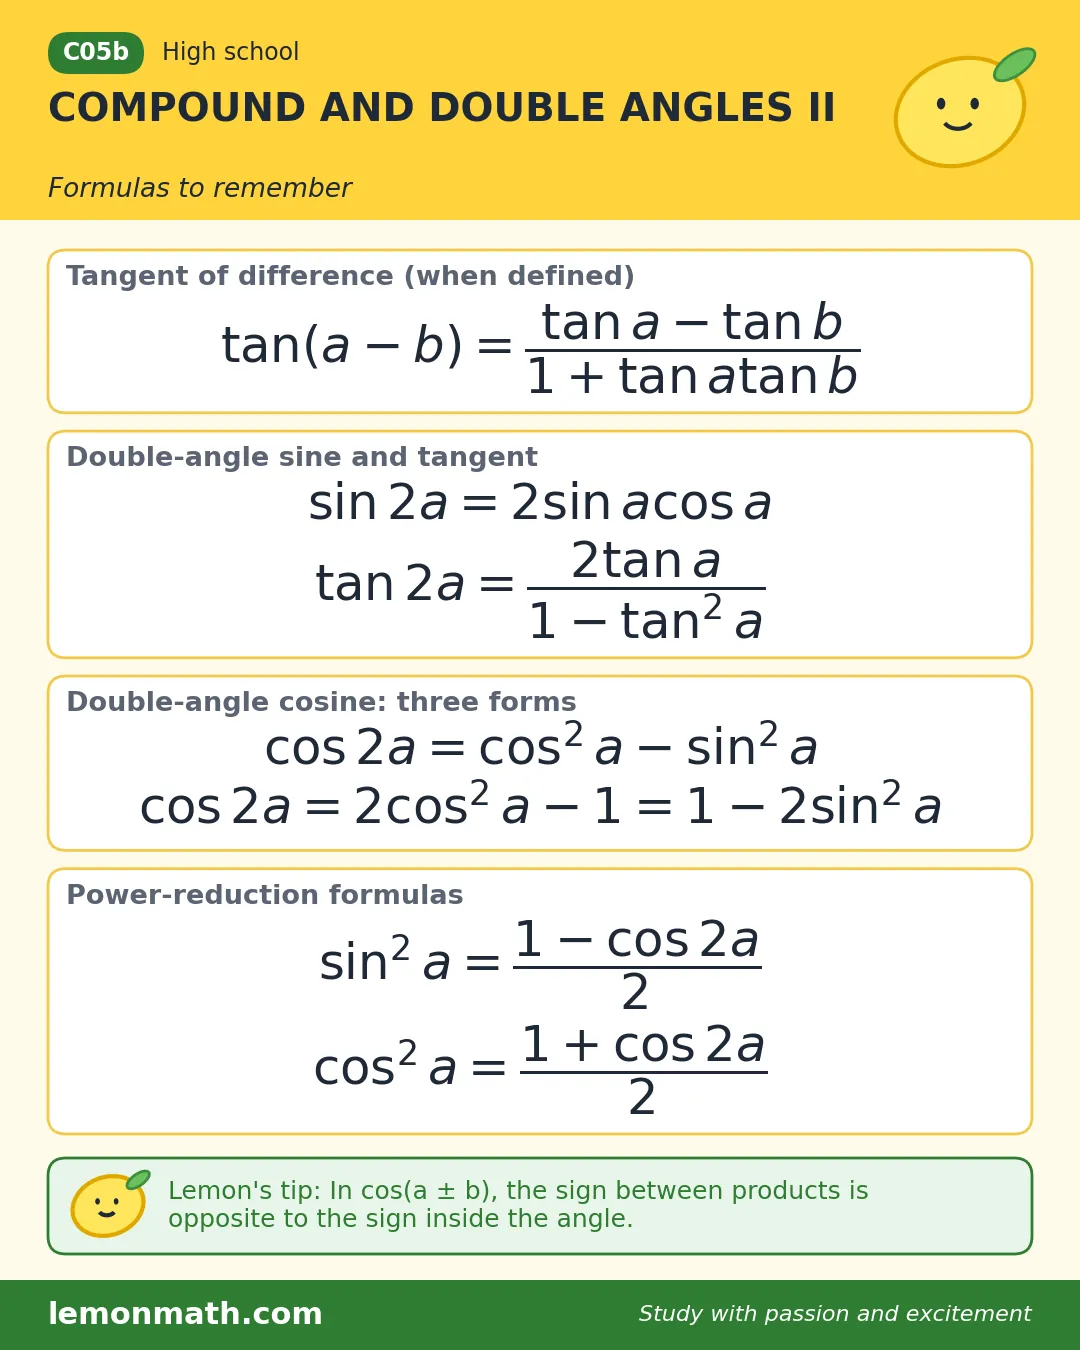 C05b High school
COMPOUND AND DOUBLE ANGLES II
Formulas to remember
Tangent of difference (when defined)
tan(a − b) = (tan a − tan b) / (1 + tan a tan b)
Double-angle sine and tangent
sin 2a = 2sin a cos a
tan 2a = 2tan a / (1 − tan² a)
Double-angle cosine: three forms
cos 2a = cos² a − sin² a
cos 2a = 2cos² a − 1 = 1 − 2sin² a
Power-reduction formulas
sin² a = (1 − cos 2a) / 2
cos² a = (1 + cos 2a) / 2
Lemon's tip: In cos(a ± b), the sign between products is
opposite to the sign inside the angle.
lemonmath.com
Study with passion and excitement